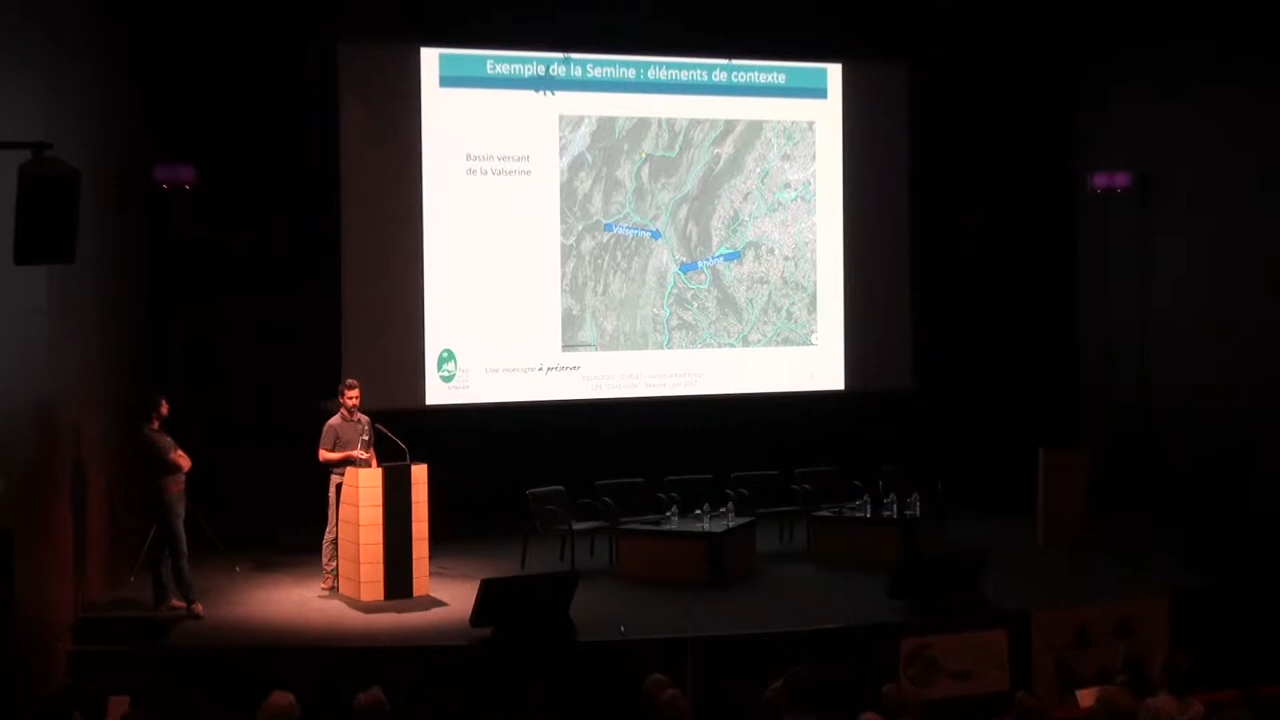 Exemple de la Semine : éléments de contexte
Bassin versant
de la Valserine
Valserine
Rhône
Une montagne à préserver